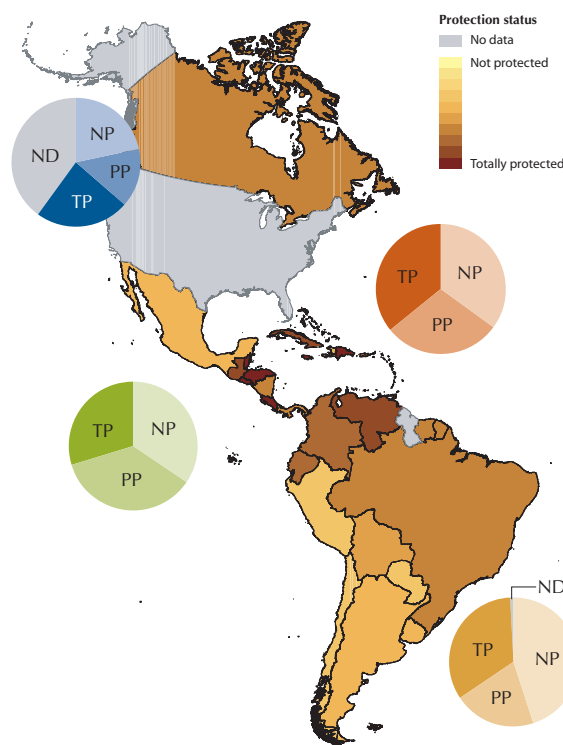 Protection status
No data
Not protected
Totally protected
ND
NP
PP
TP
TP
NP
PP
TP
NP
PP
ND
TP
NP
PP